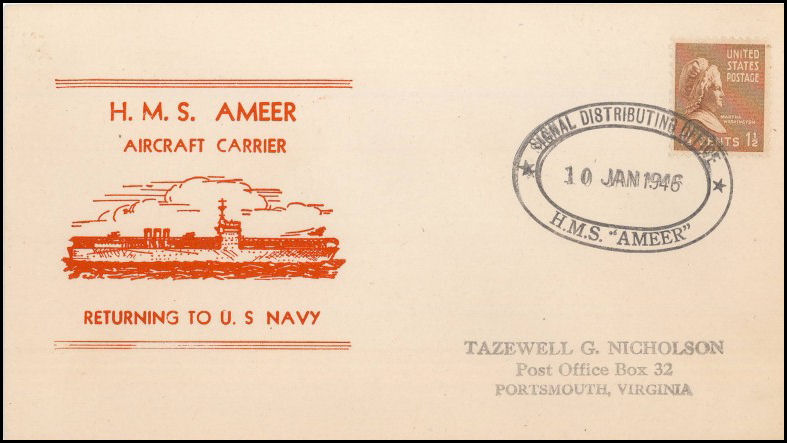 H. M. S. AMEER
AIRCRAFT CARRIER
RETURNING TO U. S NAVY
UNITED
STATES
POSTAGE
MARTHA
WASHINGTON
CENTS 1½
SIGNAL DISTRIBUTING OFFICE
10 JAN 1946
H.M.S. "AMEER"
TAZEWELL G. NICHOLSON
Post Office Box 32
PORTSMOUTH, VIRGINIA